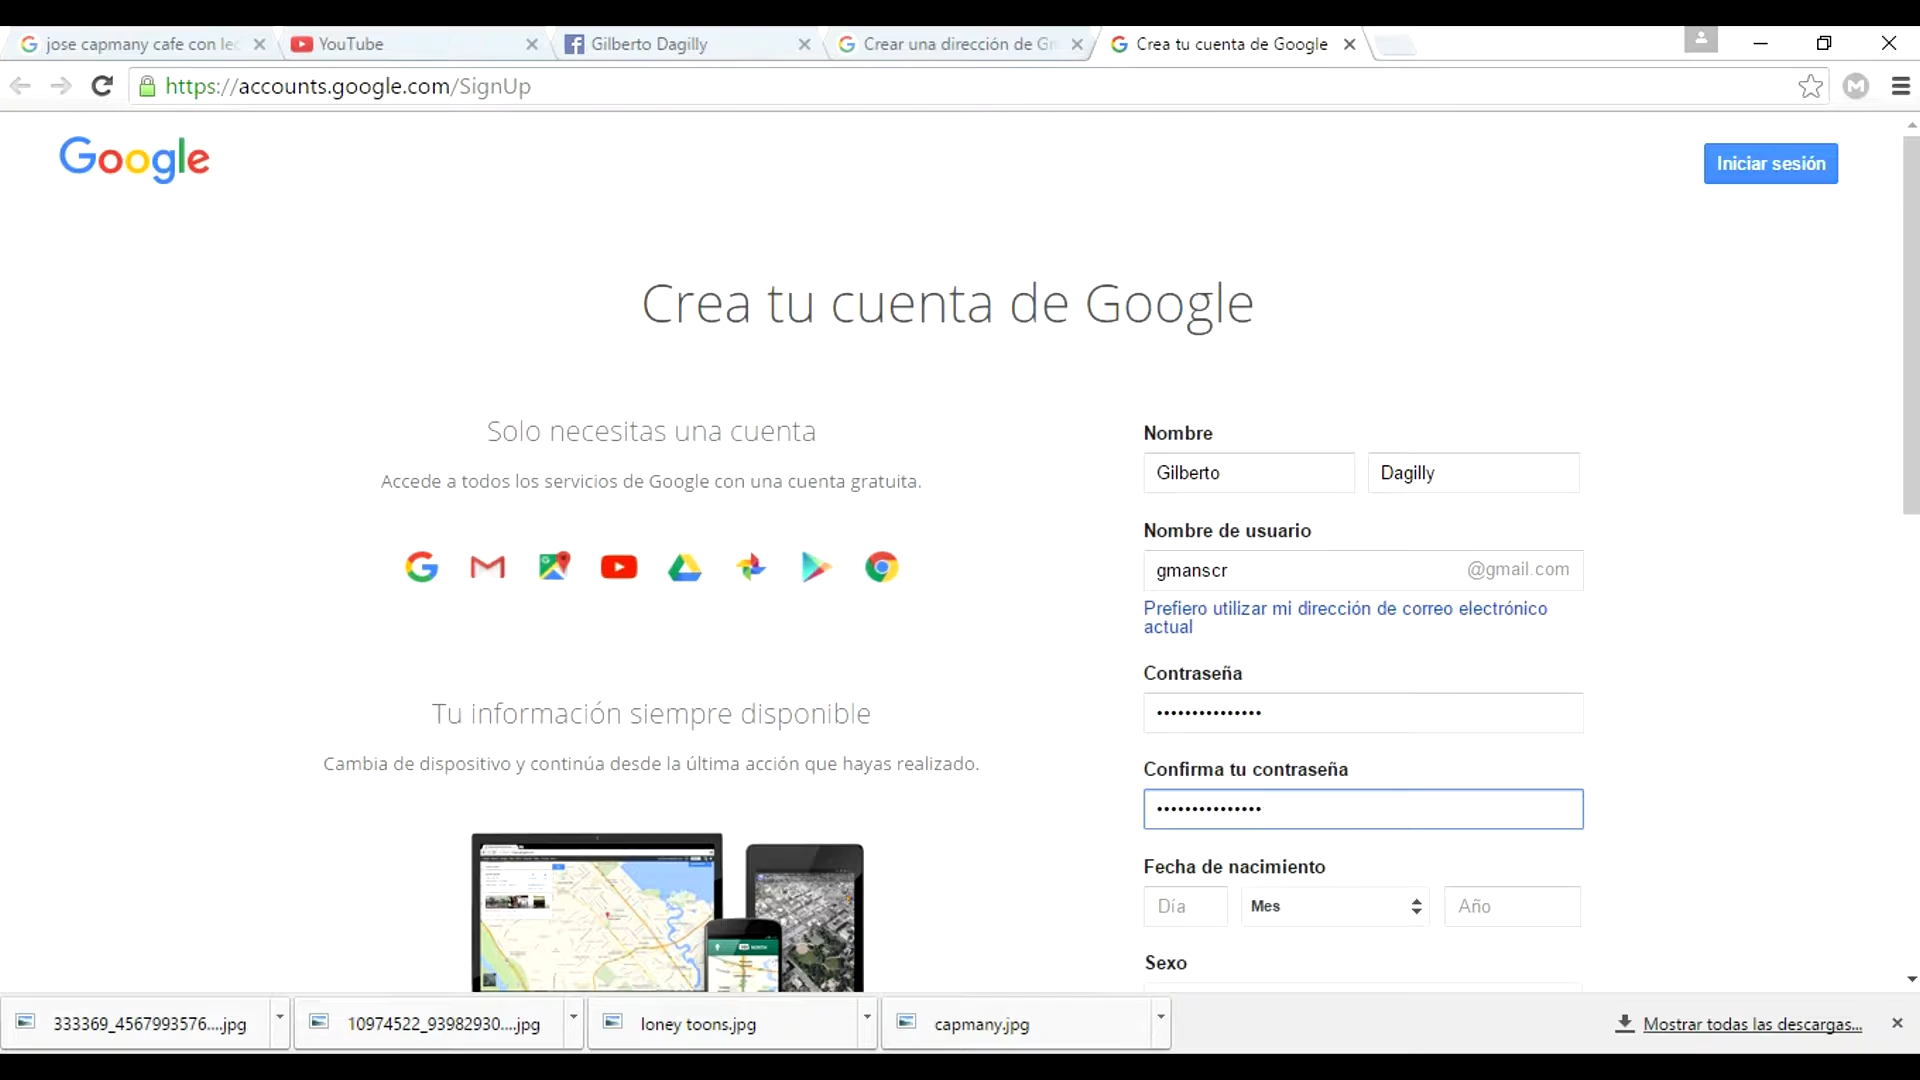 jose capmany cafe con lec
YouTube
Gilberto Dagilly
Crear una dirección de Gm
Crea tu cuenta de Google
https://accounts.google.com/SignUp
Google
Iniciar sesión
Crea tu cuenta de Google
Solo necesitas una cuenta
Accede a todos los servicios de Google con una cuenta gratuita.
Tu información siempre disponible
Cambia de dispositivo y continúa desde la última acción que hayas realizado.
Nombre
Gilberto
Dagilly
Nombre de usuario
gmanscr
@gmail.com
Prefiero utilizar mi dirección de correo electrónico
actual
Contraseña
•••••••••••••••
Confirma tu contraseña
•••••••••••••••
Fecha de nacimiento
Día
Mes
Año
Sexo
333369_4567993576....jpg
10974522_93982930....jpg
loney toons.jpg
capmany.jpg
Mostrar todas las descargas...